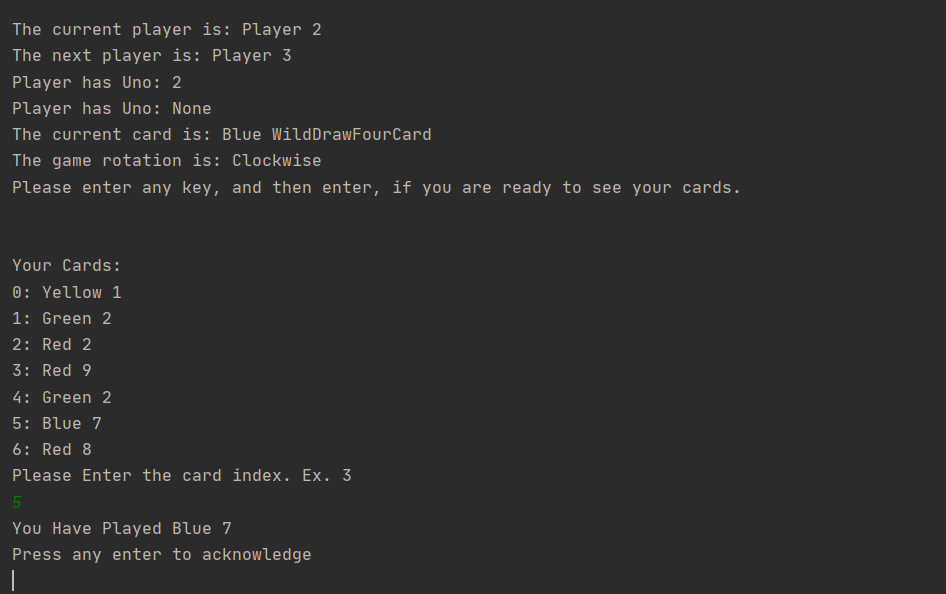 The current player is: Player 2
The next player is: Player 3
Player has Uno: 2
Player has Uno: None
The current card is: Blue WildDrawFourCard
The game rotation is: Clockwise
Please enter any key, and then enter, if you are ready to see your cards.
Your Cards:
0: Yellow 1
1: Green 2
2: Red 2
3: Red 9
4: Green 2
5: Blue 7
6: Red 8
Please Enter the card index. Ex. 3
5
You Have Played Blue 7
Press any enter to acknowledge